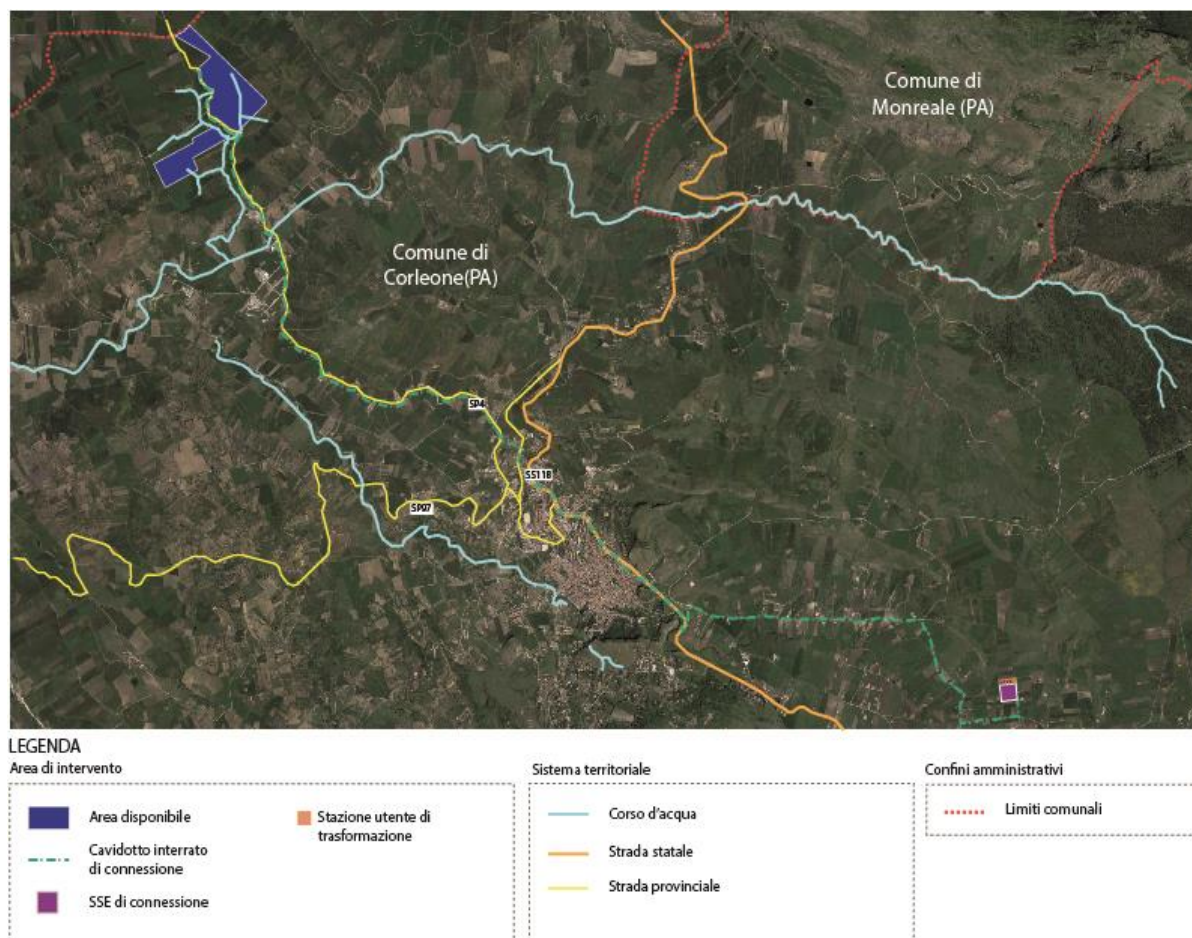 Comune di
Monreale (PA)
Comune di
Corleone(PA)
SP4
SS118
SP97
LEGENDA
Area di intervento
Area disponibile
Cavidotto interrato
di connessione
SSE di connessione
Stazione utente di
trasformazione
Sistema territoriale
Corso d'acqua
Strada statale
Strada provinciale
Confini amministrativi
Limiti comunali